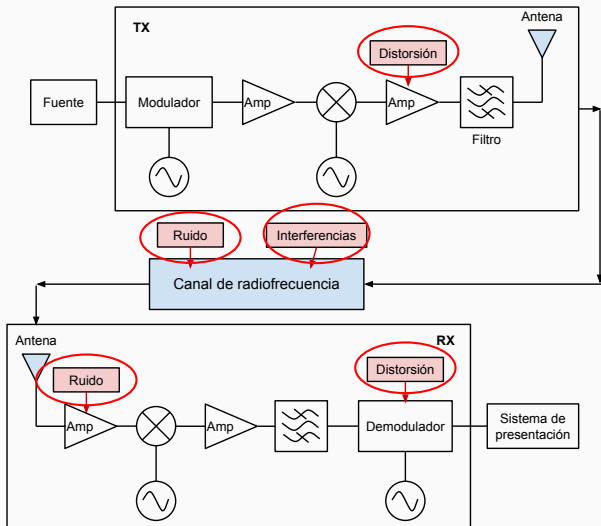 TX
Antena
Distorsión
Fuente
Modulador
Amp
Amp
Filtro
Ruido
Interferencias
Canal de radiofrecuencia
RX
Antena
Ruido
Distorsión
Amp
Amp
Demodulador
Sistema de
presentación